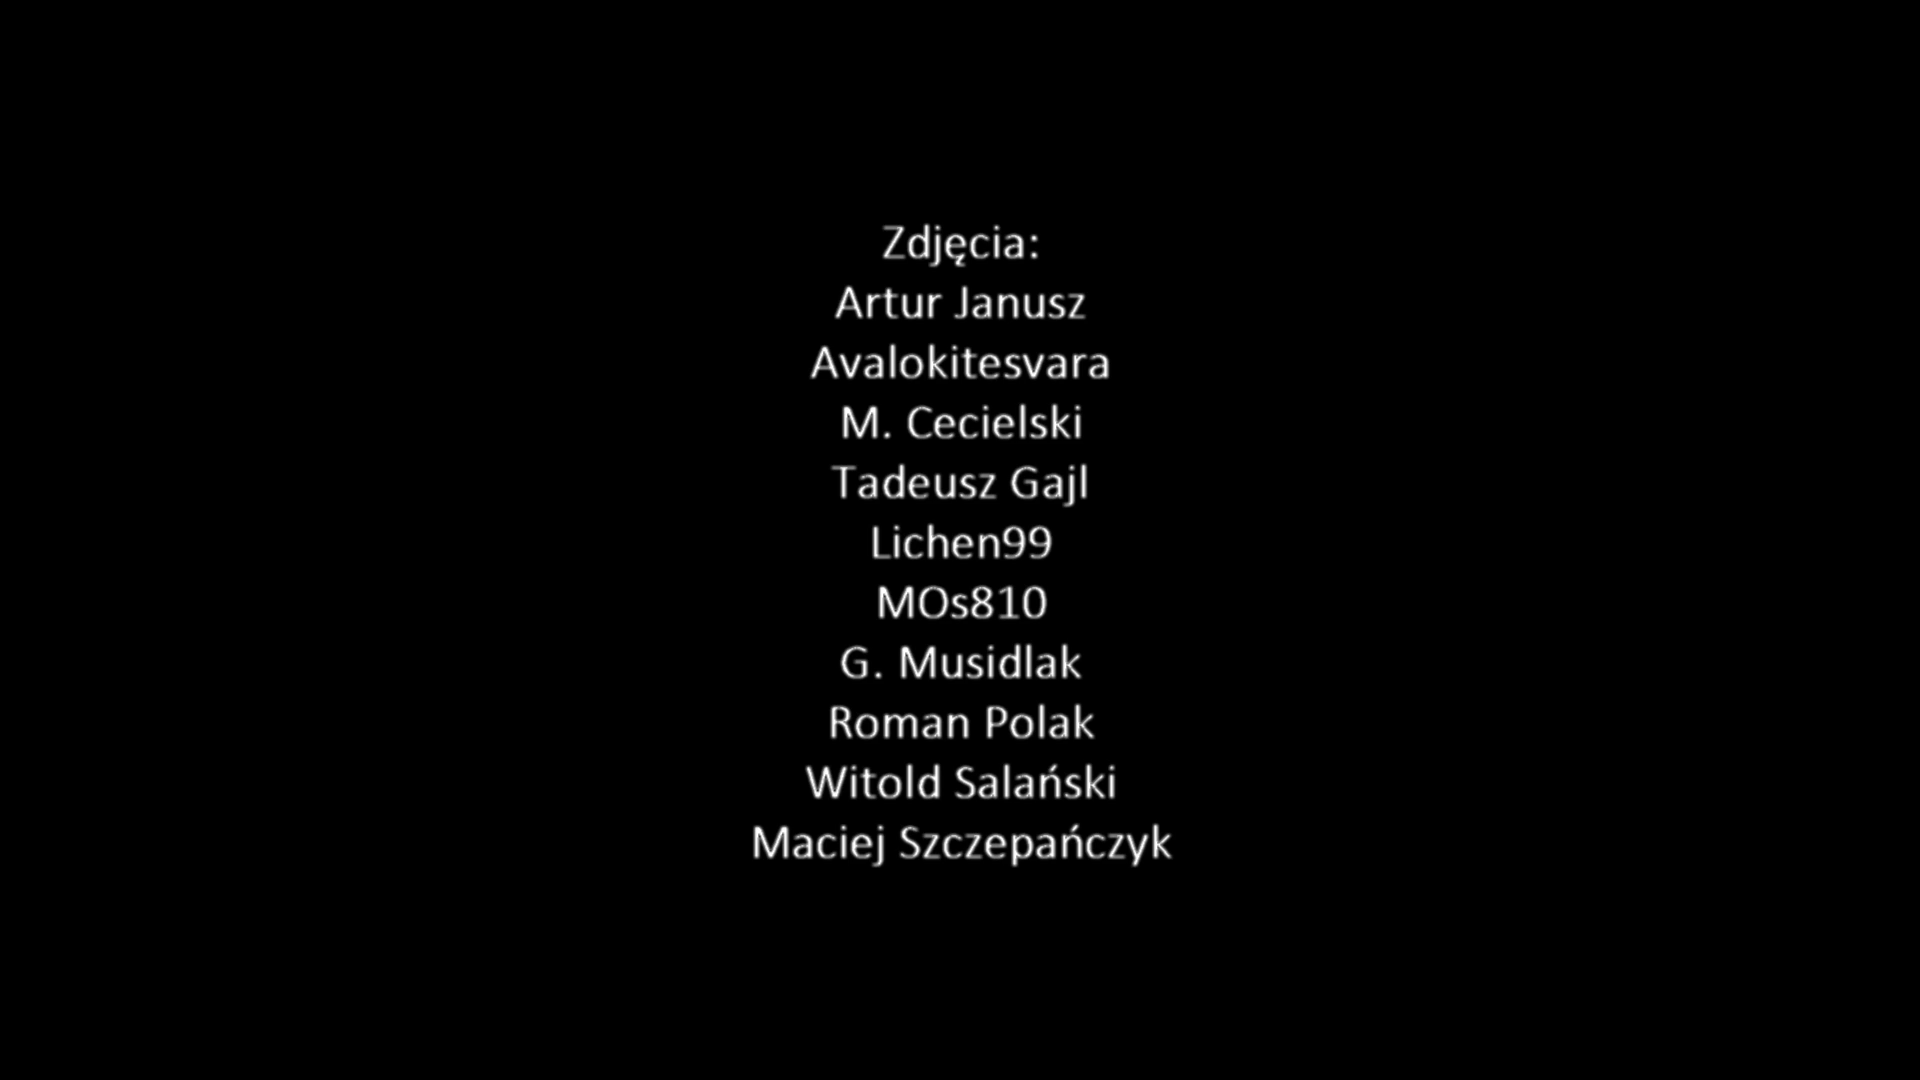 Zdjęcia:
Artur Janusz
Avalokitesvara
M. Cecielski
Tadeusz Gajl
Lichen99
MOs810
G. Musidlak
Roman Polak
Witold Salański
Maciej Szczepańczyk